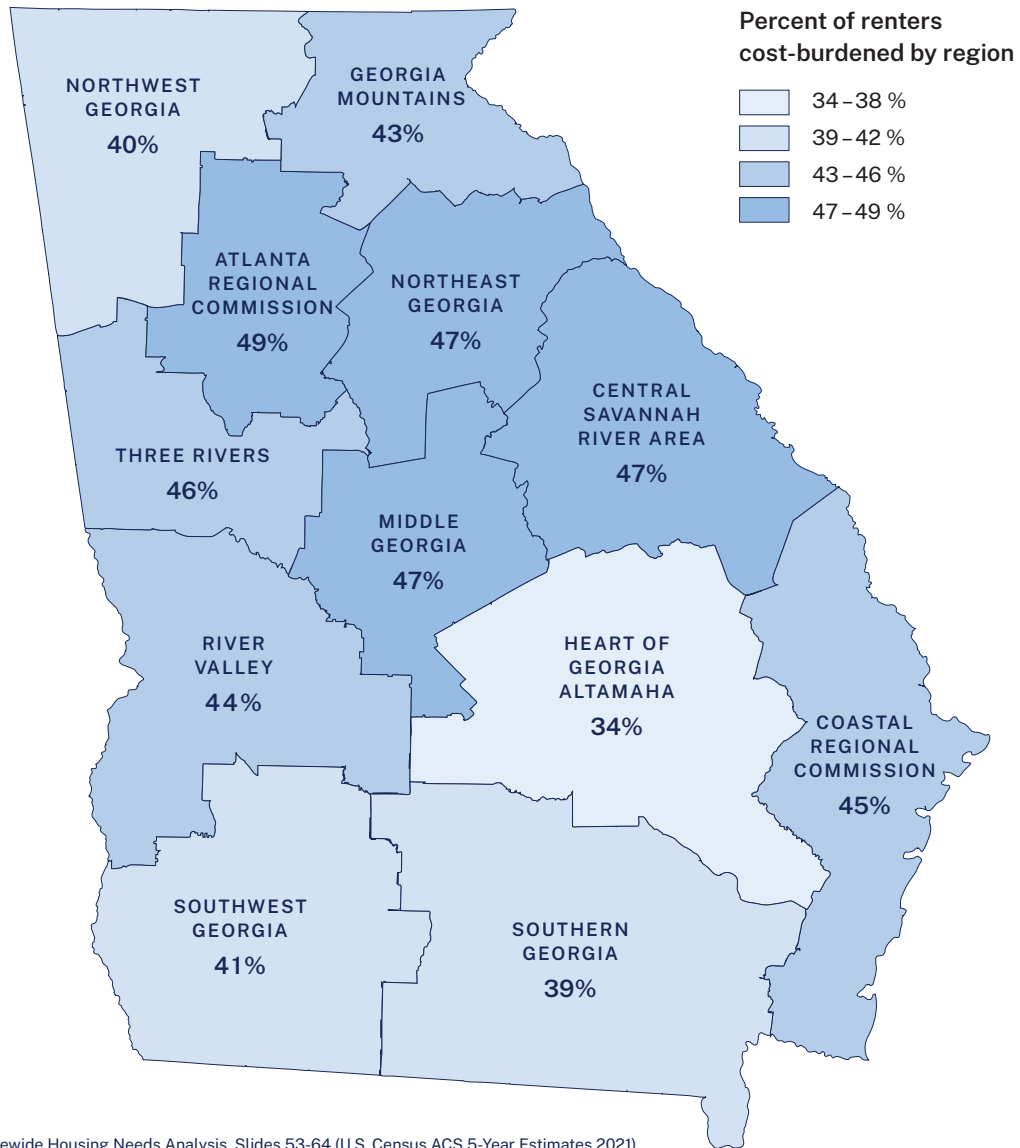 Percent of renters
cost-burdened by region
34–38 %
39–42 %
43–46 %
47–49 %
NORTHWEST
GEORGIA
40%
GEORGIA
MOUNTAINS
43%
ATLANTA
REGIONAL
COMMISSION
49%
NORTHEAST
GEORGIA
47%
CENTRAL
SAVANNAH
RIVER AREA
47%
THREE RIVERS
46%
MIDDLE
GEORGIA
47%
RIVER
VALLEY
44%
HEART OF
GEORGIA
ALTAMAHA
34%
COASTAL
REGIONAL
COMMISSION
45%
SOUTHWEST
GEORGIA
41%
SOUTHERN
GEORGIA
39%
Housing Needs Analysis, Slides 53-64 (U.S. Census ACS 5-Year Estimates 2021)